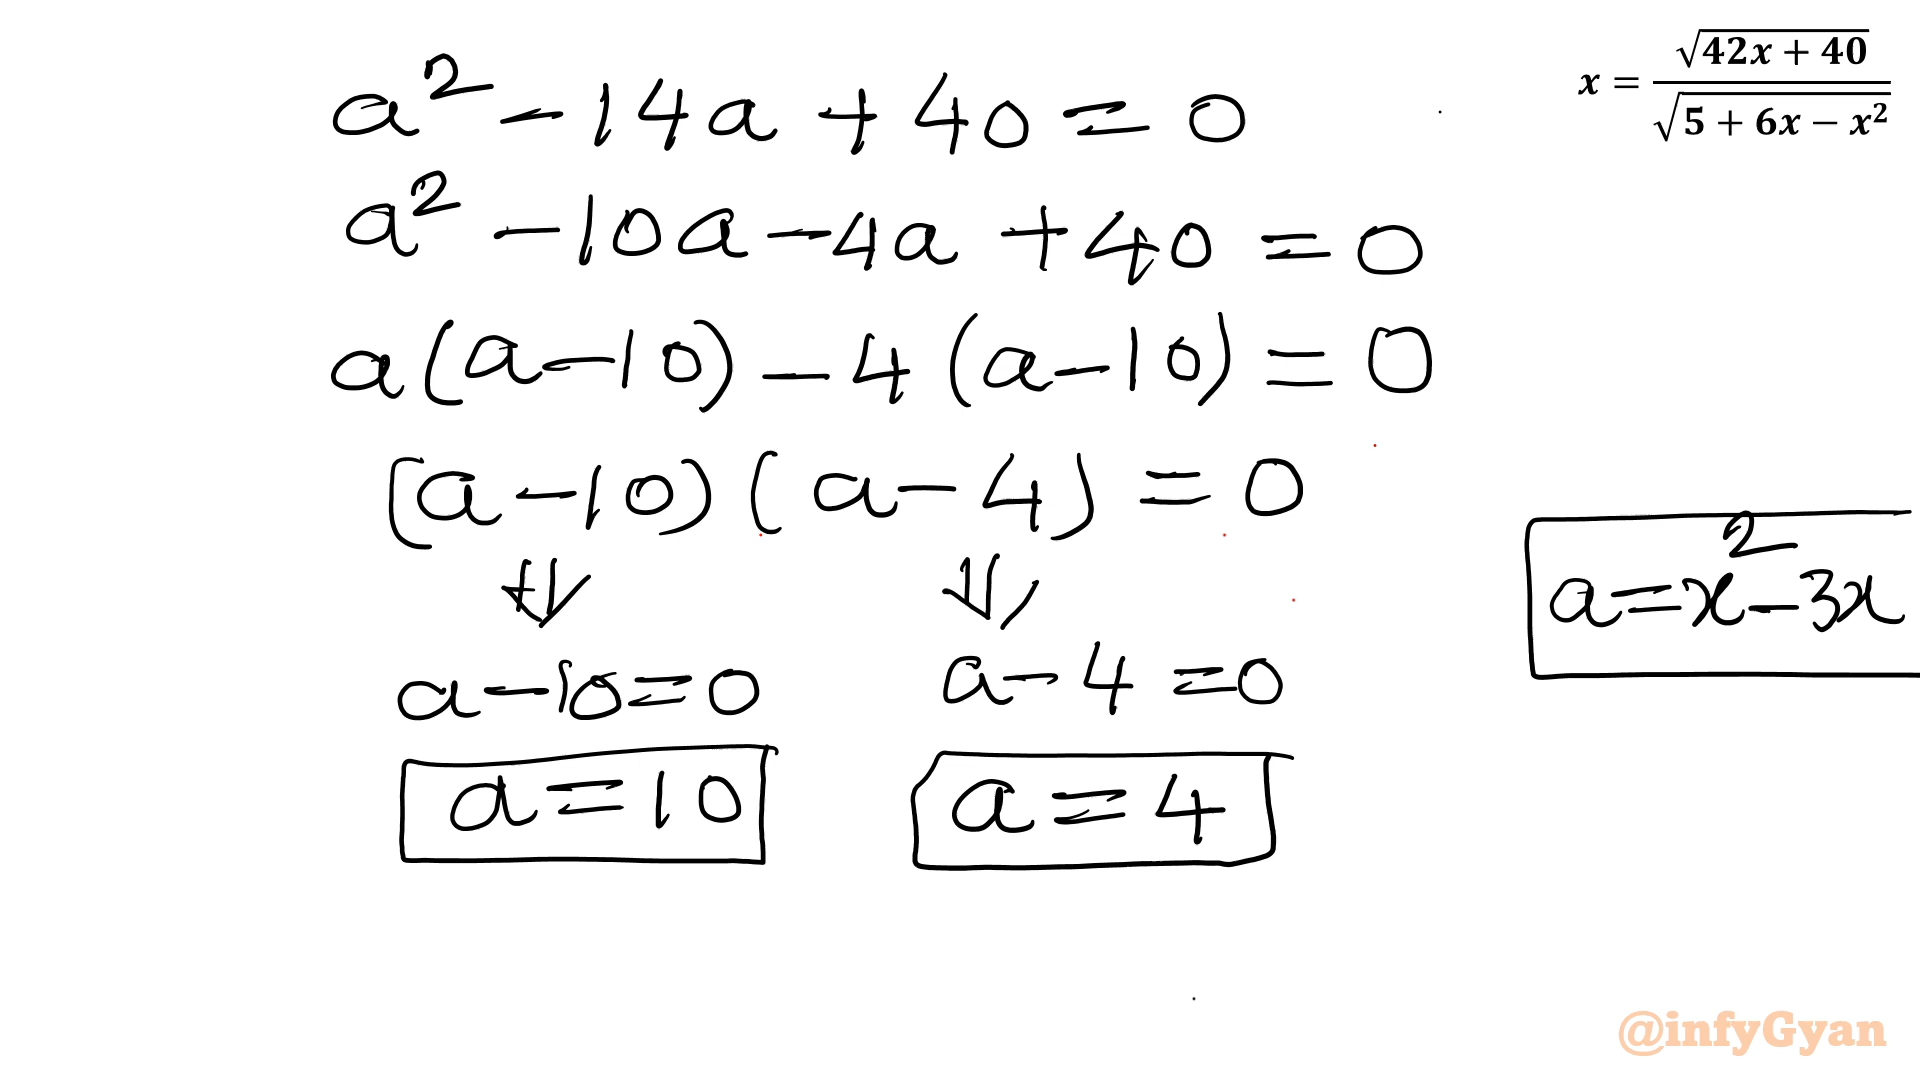 a² - 14a + 40 = 0
x = √(42x + 40) / √(5 + 6x − x²)
a² - 10a - 4a + 40 = 0
a(a - 10) - 4(a - 10) = 0
(a - 10)(a - 4) = 0
⇓ ⇓
a = x² - 3x
a - 10 = 0 a - 4 = 0
a = 10 a = 4
@infyGyan